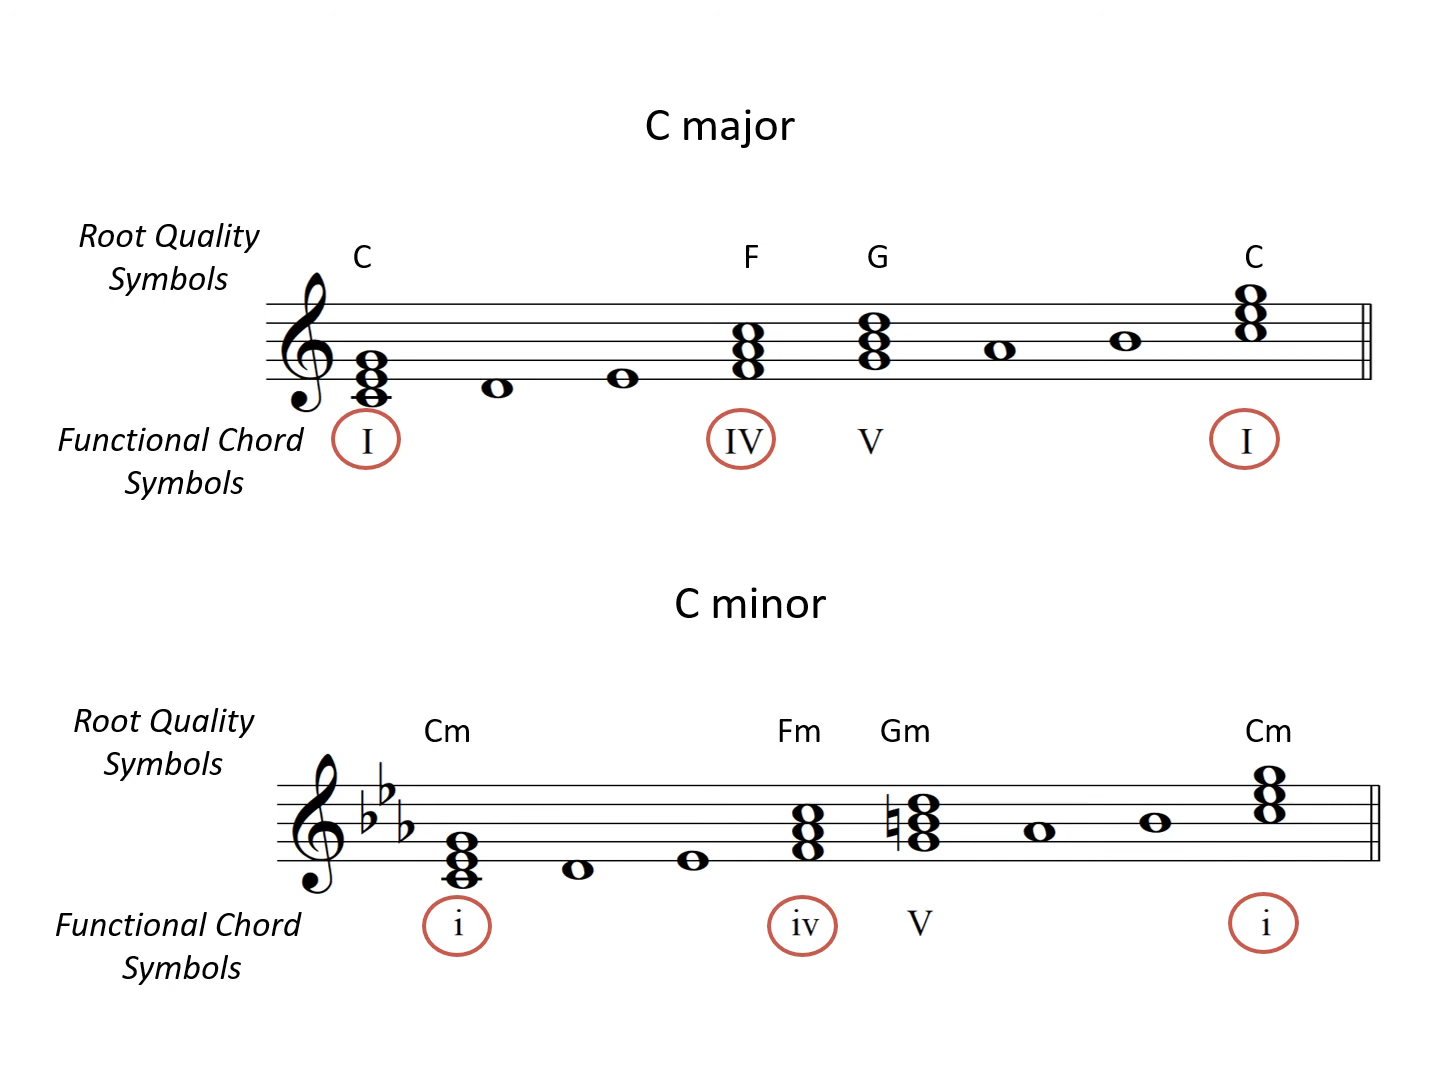 C major
Root Quality
Symbols
C F G C
Functional Chord
Symbols
I IV V I
C minor
Root Quality
Symbols
Cm Fm Gm Cm
Functional Chord
Symbols
i iv V i